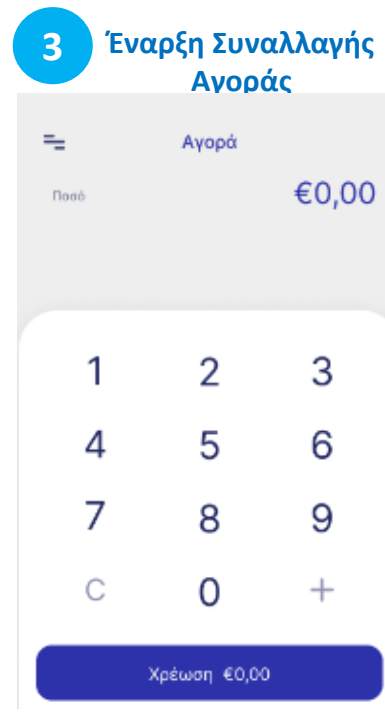 3
Έναρξη Συναλλαγής
Αγοράς
Αγορά
Ποσό €0,00
1 2 3
4 5 6
7 8 9
C 0 +
Χρέωση €0,00